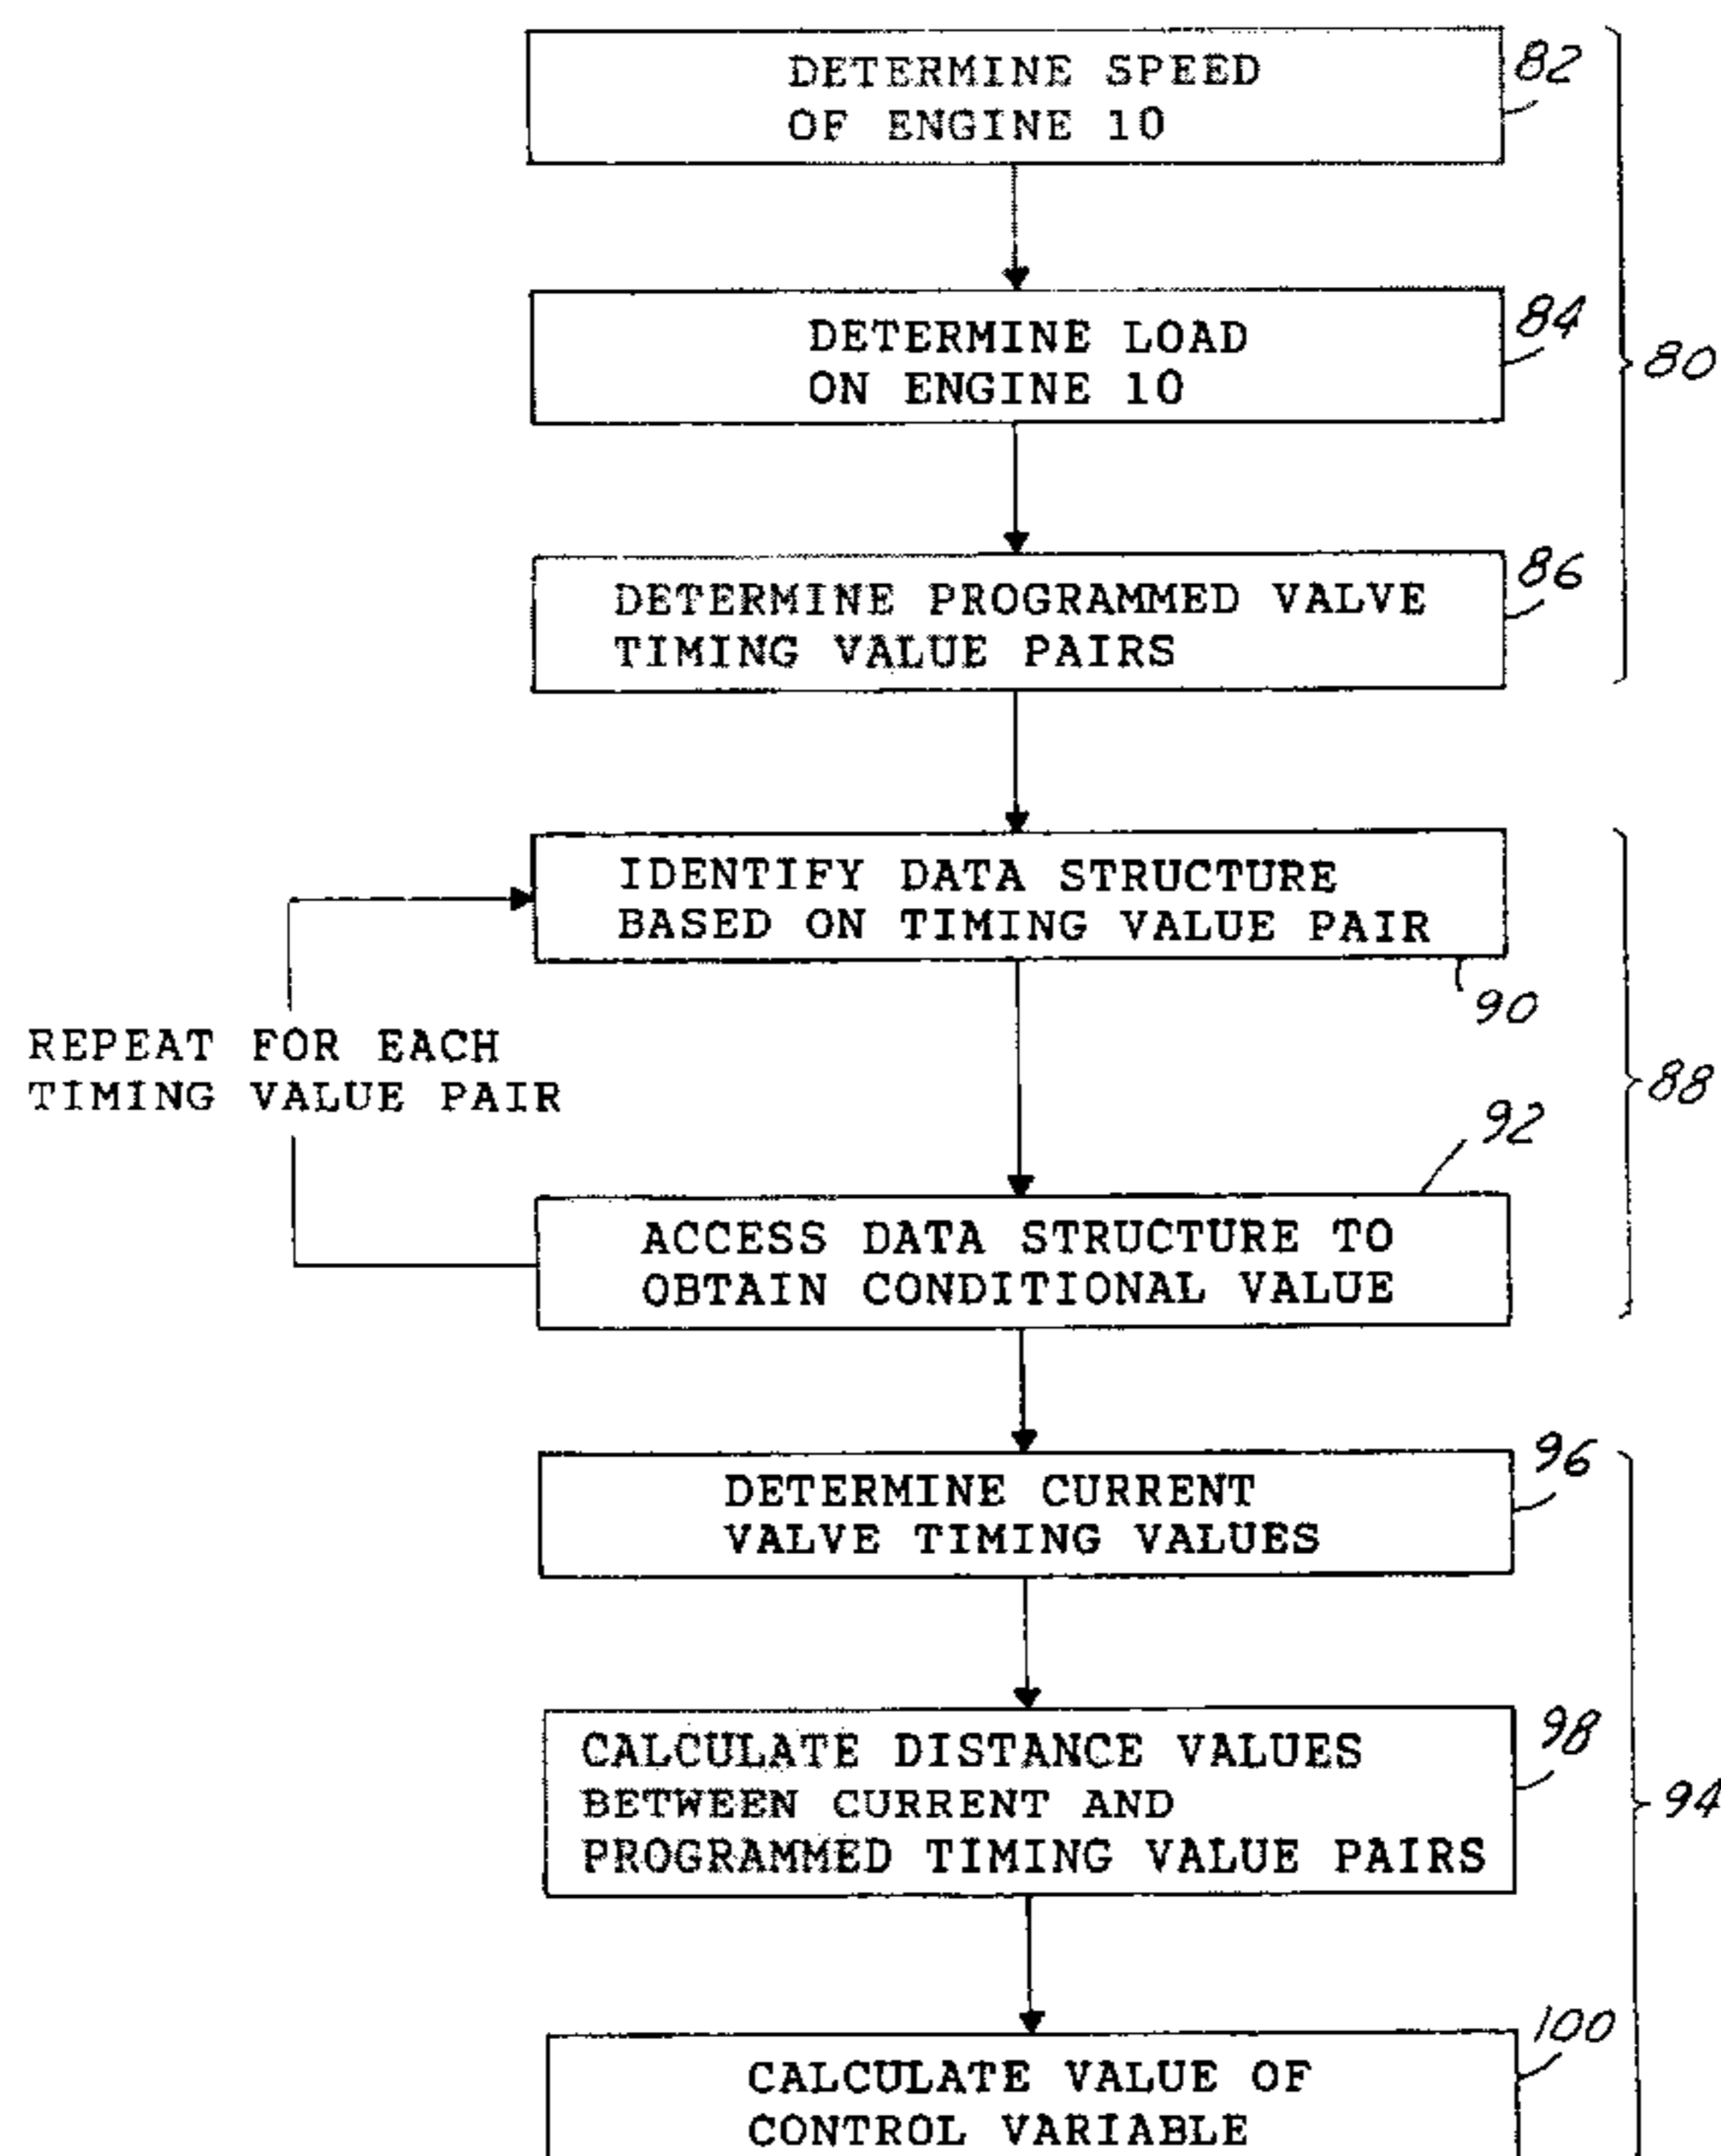 DETERMINE SPEED
OF ENGINE 10
82
DETERMINE LOAD
ON ENGINE 10
84
80
DETERMINE PROGRAMMED VALVE
TIMING VALUE PAIRS
86
IDENTIFY DATA STRUCTURE
BASED ON TIMING VALUE PAIR
90
REPEAT FOR EACH
TIMING VALUE PAIR
88
92
ACCESS DATA STRUCTURE TO
OBTAIN CONDITIONAL VALUE
DETERMINE CURRENT
VALVE TIMING VALUES
96
CALCULATE DISTANCE VALUES
BETWEEN CURRENT AND
PROGRAMMED TIMING VALUE PAIRS
98
94
CALCULATE VALUE OF
CONTROL VARIABLE
100